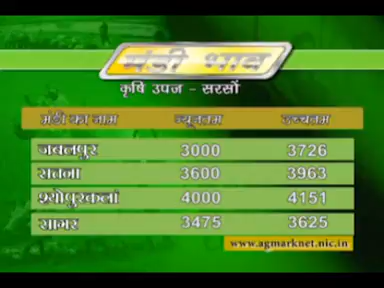 मंडी भाव
कृषि उपज - सरसों
मंडी का नाम न्यूनतम उच्चतम
जबलपुर 3000 3726
सतना 3600 3963
श्योपुरकलां 4000 4151
सागर 3475 3625
www.agmarknet.nic.in